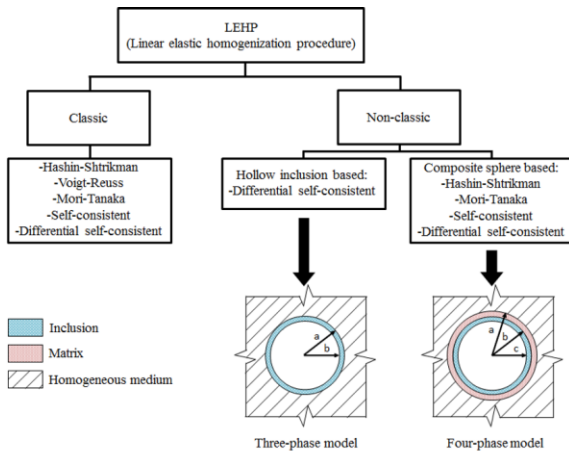 LEHP
(Linear elastic homogenization procedure)
Classic
Non-classic
-Hashin-Shtrikman
-Voigt-Reuss
-Mori-Tanaka
-Self-consistent
-Differential self-consistent
Hollow inclusion based:
-Differential self-consistent
Composite sphere based:
-Hashin-Shtrikman
-Mori-Tanaka
-Self-consistent
-Differential self-consistent
Inclusion
Matrix
Homogeneous medium
a
b
a
b
c
Three-phase model
Four-phase model